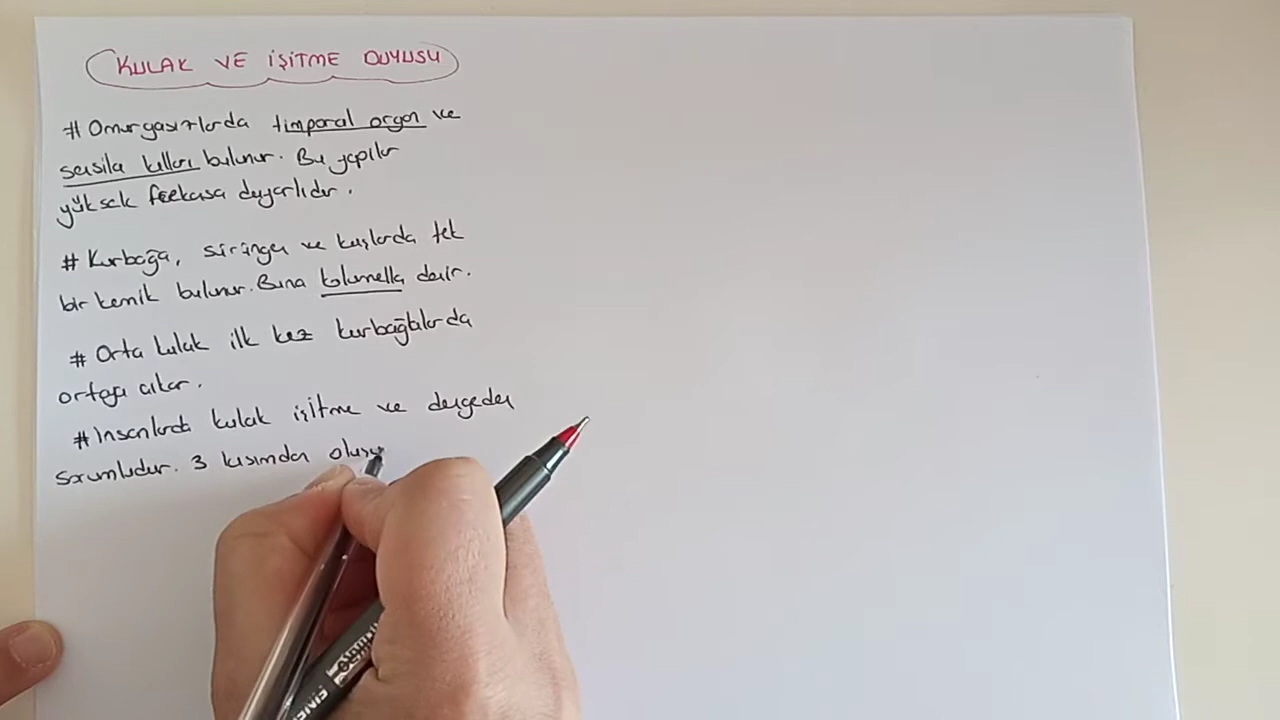 KULAK VE İŞİTME DUYUSU
# Omurgasızlarda timpanal organ ve
sensila kılları bulunur. Bu yapılar
yüksek frekansa duyarlıdır.
# Kurbağa, sürüngen ve kuşlarda tek
bir kemik bulunur. Buna kolumella denir.
# Orta kulak ilk kez kurbağalarda
ortaya çıkar.
# İnsanlarda kulak işitme ve dengeden
sorumludur. 3 kısımdan oluşu